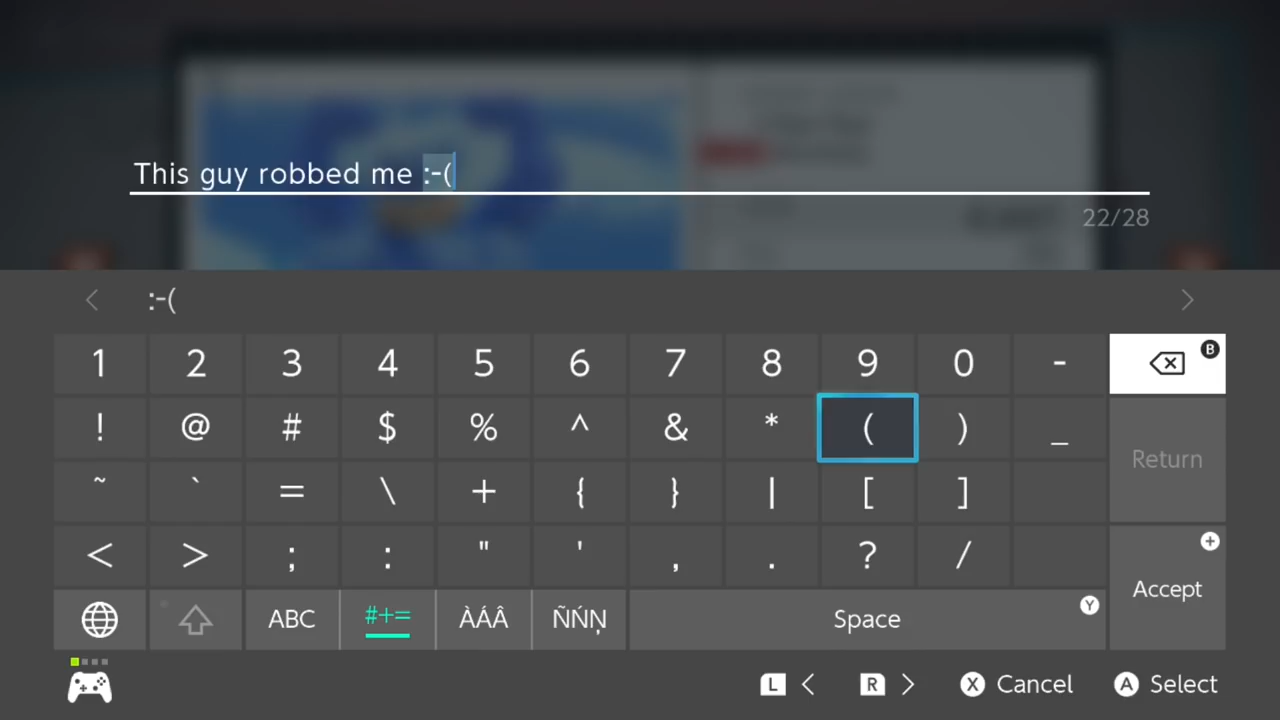 This guy robbed me :-(
22/28
< :-( >
1 2 3 4 5 6 7 8 9 0 - B
! @ # $ % ^ & * ( ) _
~ ` = \ + { } | [ ] Return
< > ; : " ' , . ? / + Accept
ABC #+= ÀÁÂ ÑŃŅ Space Y
L < R > X Cancel A Select